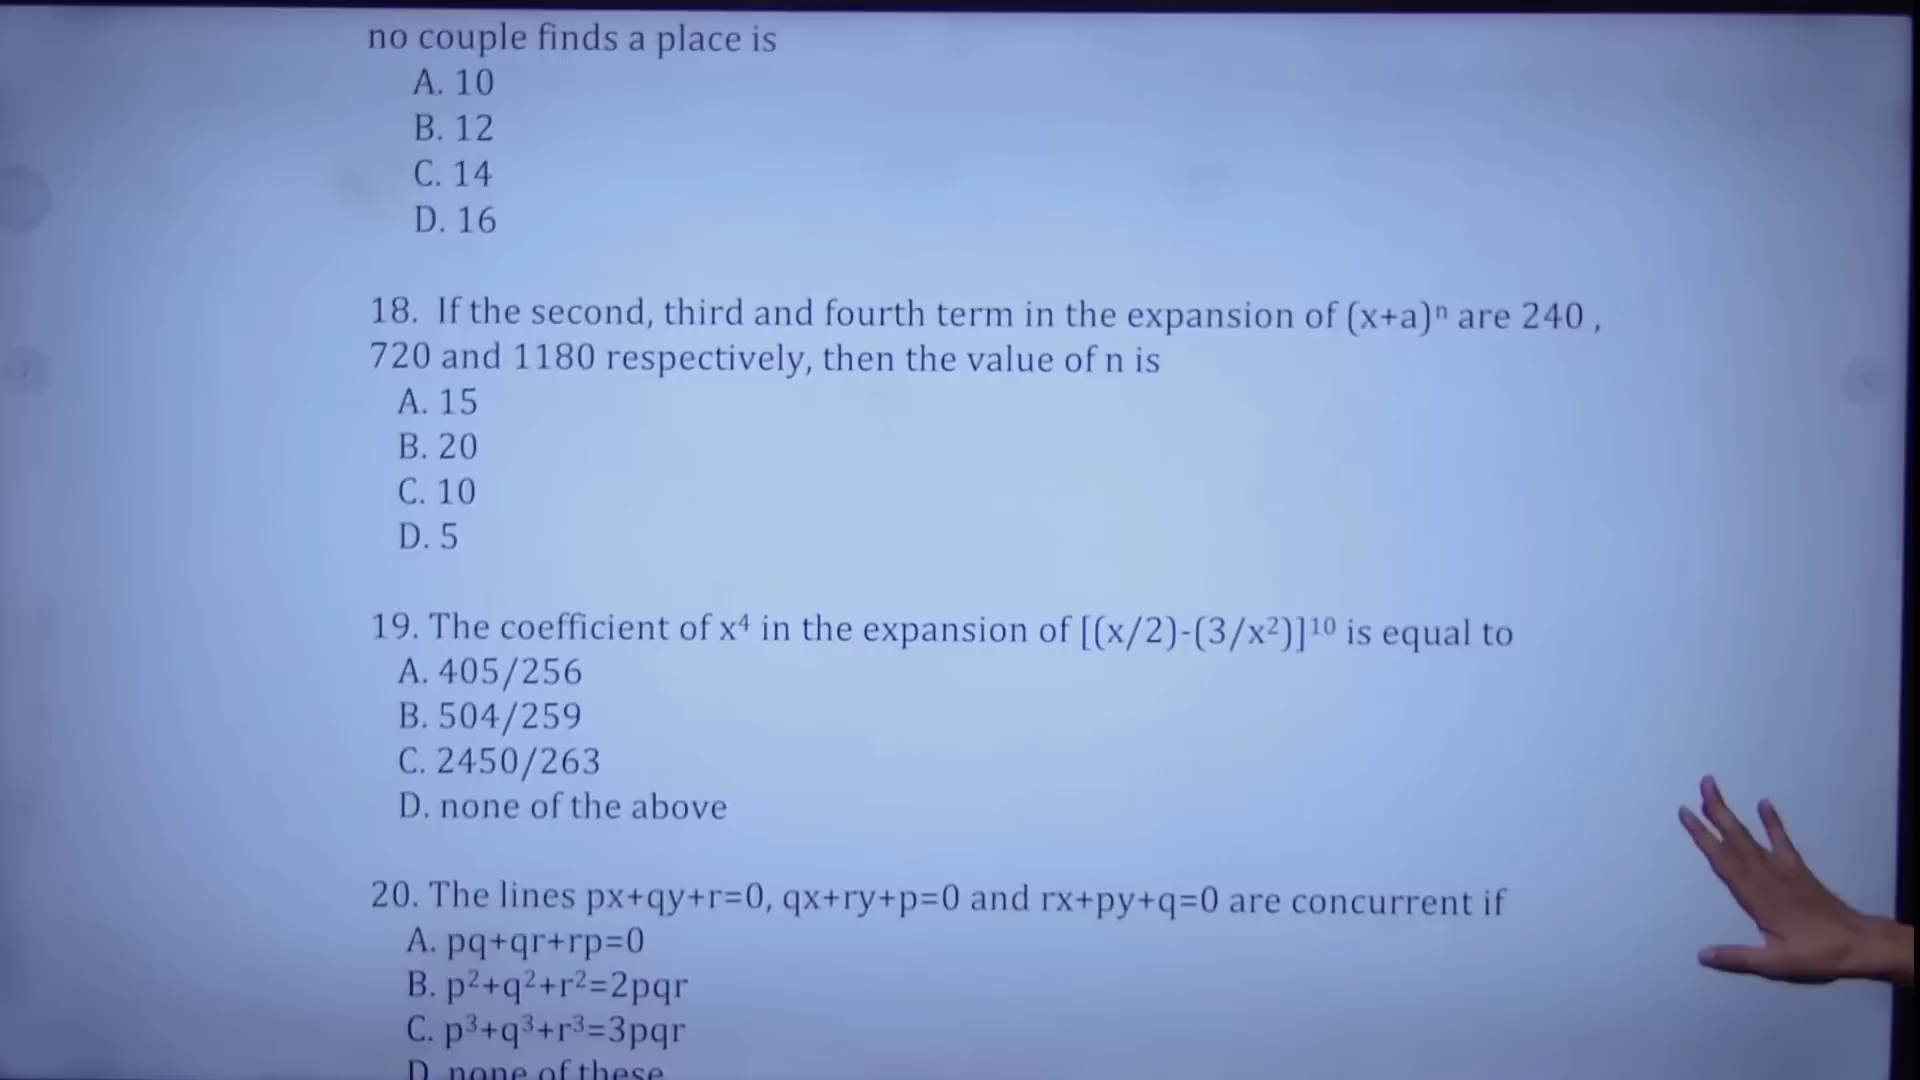 no couple finds a place is
A. 10
B. 12
C. 14
D. 16
18. If the second, third and fourth term in the expansion of (x+a)ⁿ are 240 ,
720 and 1180 respectively, then the value of n is
A. 15
B. 20
C. 10
D. 5
19. The coefficient of x⁴ in the expansion of [(x/2)-(3/x²)]¹⁰ is equal to
A. 405/256
B. 504/259
C. 2450/263
D. none of the above
20. The lines px+qy+r=0, qx+ry+p=0 and rx+py+q=0 are concurrent if
A. pq+qr+rp=0
B. p²+q²+r²=2pqr
C. p³+q³+r³=3pqr
D. none of these